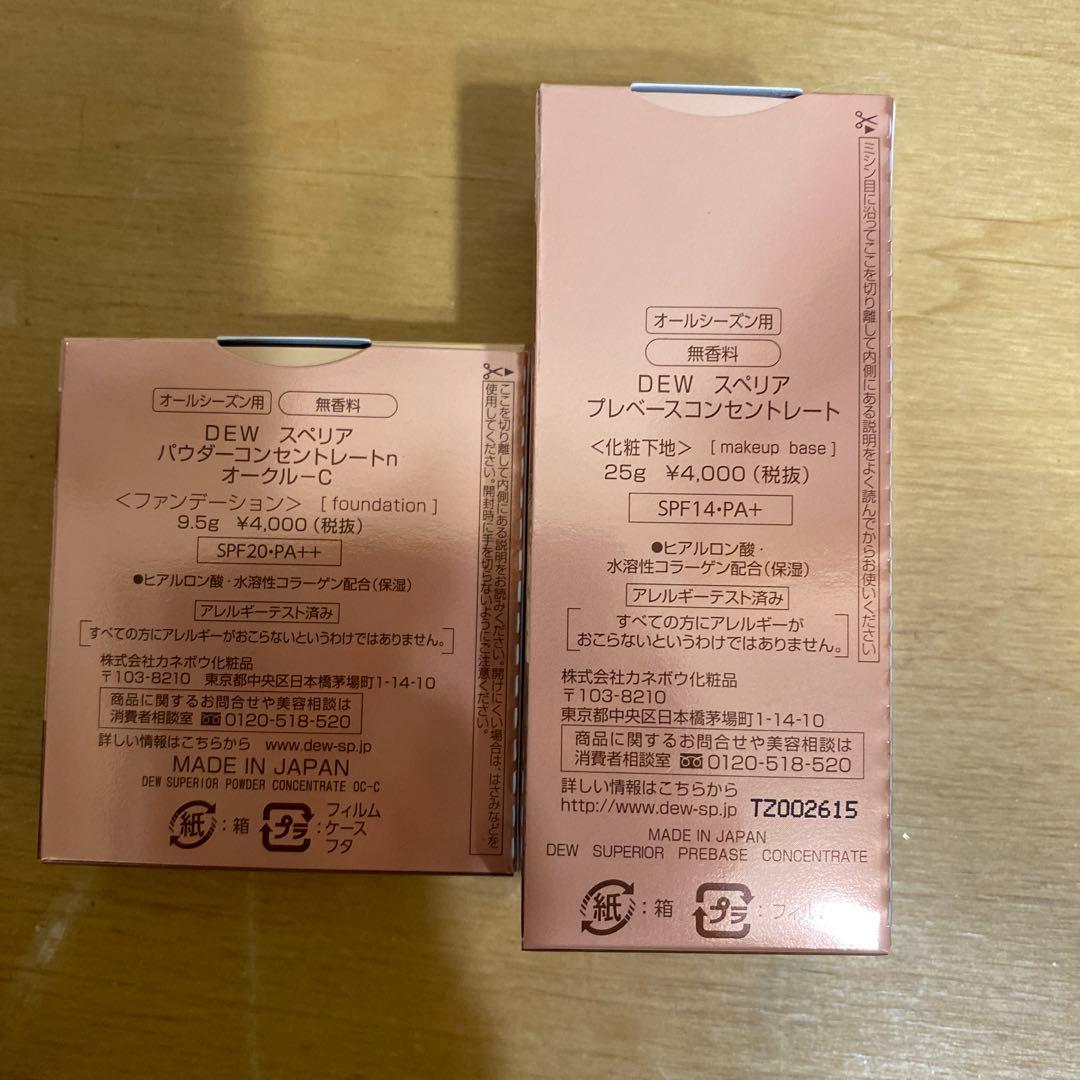 オールシーズン用 無香料
DEW スペリア
パウダーコンセントレートn
オークルーC
＜ファンデーション＞ [foundation]
9.5g ¥4,000（税抜）
SPF20・PA++
●ヒアルロン酸・水溶性コラーゲン配合（保湿）
アレルギーテスト済み
すべての方にアレルギーがおこらないというわけではありません。
株式会社カネボウ化粧品
〒103-8210 東京都中央区日本橋茅場町1-14-10
商品に関するお問合せや美容相談は
消費者相談室 0120-518-520
詳しい情報はこちらから www.dew-sp.jp
MADE IN JAPAN
DEW SUPERIOR POWDER CONCENTRATE OC-C
紙：箱 プラ：フィルム
ケース
フタ
ここを切り離して内側にある説明をお読みください。開けにくい場合は、はさみなどを
使用してください。開封時に手を切らないようにご注意ください。
オールシーズン用
無香料
DEW スペリア
プレベースコンセントレート
＜化粧下地＞ [makeup base]
25g ¥4,000（税抜）
SPF14・PA+
●ヒアルロン酸・
水溶性コラーゲン配合（保湿）
アレルギーテスト済み
すべての方にアレルギーが
おこらないというわけではありません。
株式会社カネボウ化粧品
〒103-8210
東京都中央区日本橋茅場町1-14-10
商品に関するお問合せや美容相談は
消費者相談室 0120-518-520
詳しい情報はこちらから
http://www.dew-sp.jp TZ002615
MADE IN JAPAN
DEW SUPERIOR PREBASE CONCENTRATE
紙：箱 プラ：フィル
ミシン目に沿ってここを切り離して内側にある説明をよく読んでからお使いください